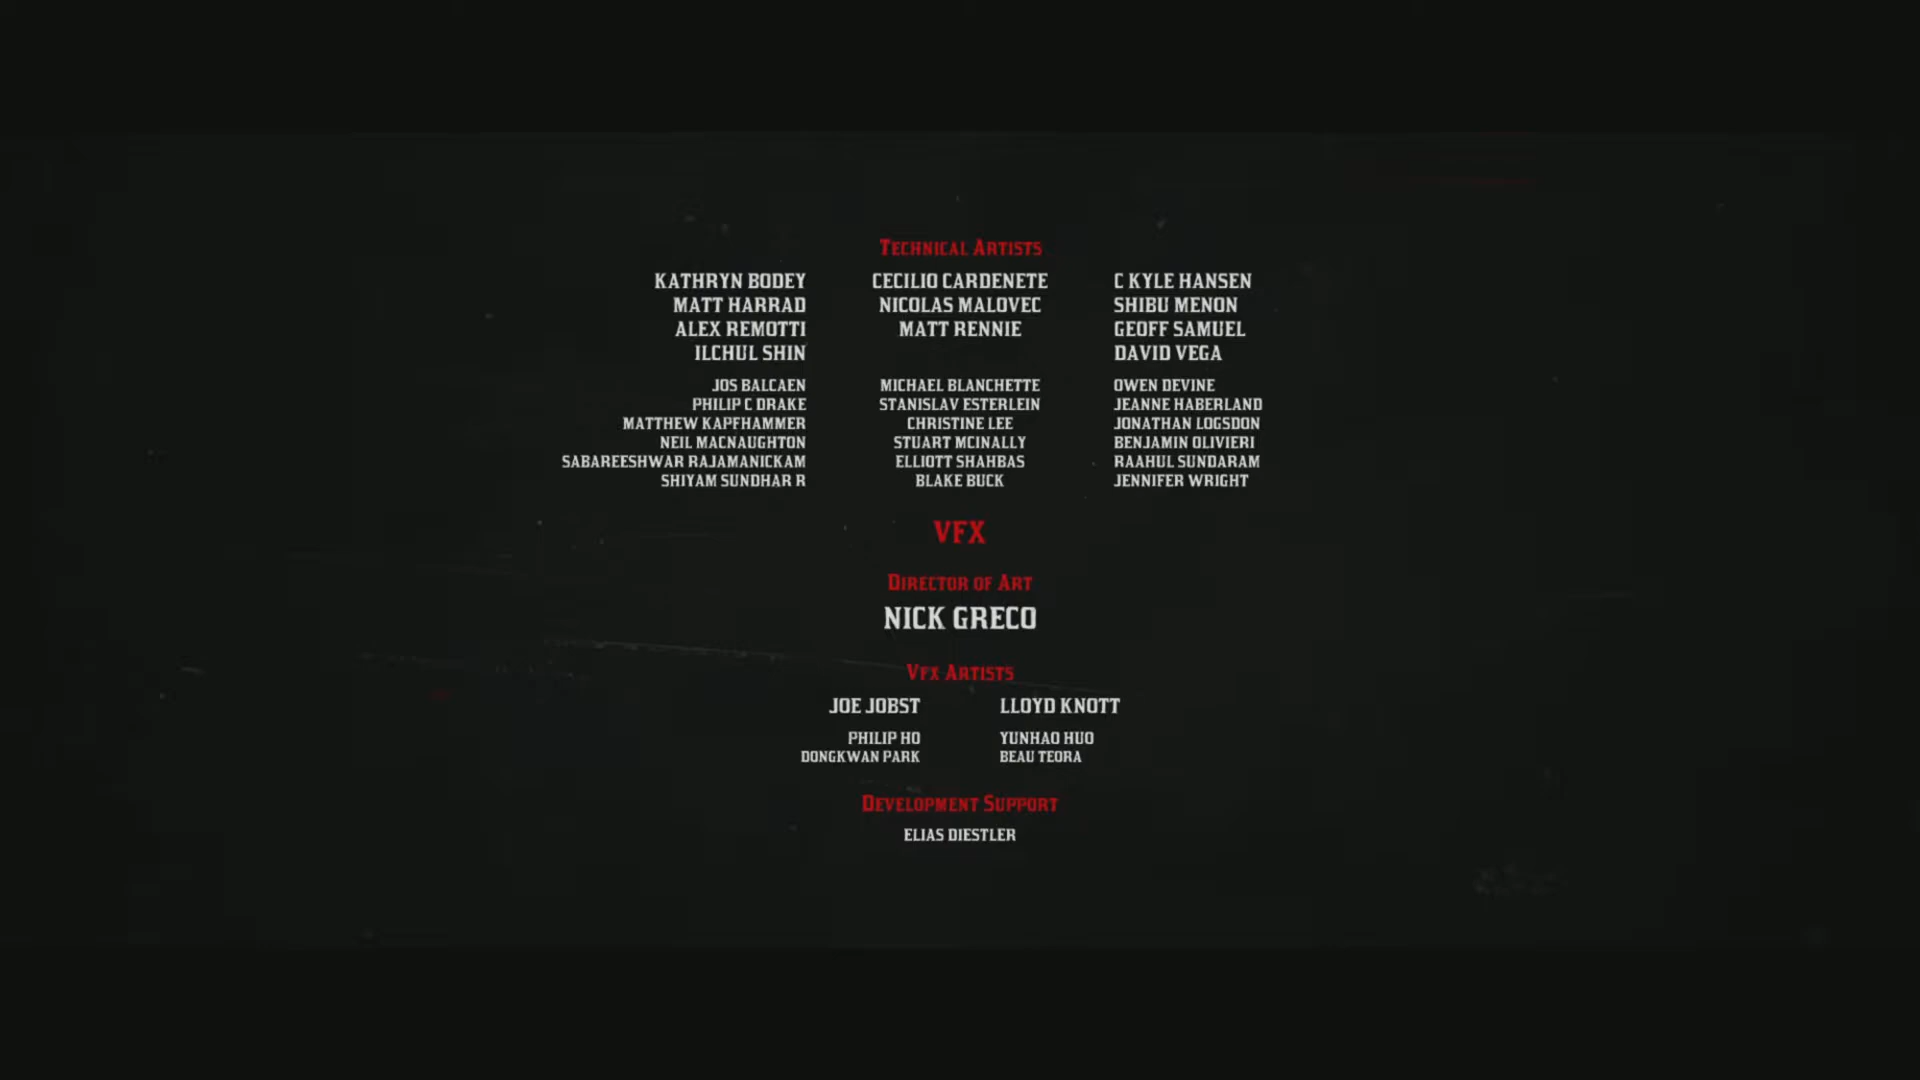 Technical Artists
KATHRYN BODEY CECILIO CARDENETE C KYLE HANSEN
MATT HARRAD NICOLAS MALOVEC SHIBU MENON
ALEX REMOTTI MATT RENNIE GEOFF SAMUEL
ILCHUL SHIN DAVID VEGA
JOS BALCAEN MICHAEL BLANCHETTE OWEN DEVINE
PHILIP C DRAKE STANISLAV ESTERLEIN JEANNE HABERLAND
MATTHEW KAPFHAMMER CHRISTINE LEE JONATHAN LOGSDON
NEIL MACNAUGHTON STUART MCINALLY BENJAMIN OLIVIERI
SABAREESHWAR RAJAMANICKAM ELLIOTT SHAHBAS RAAHUL SUNDARAM
SHIYAM SUNDHAR R BLAKE BUCK JENNIFER WRIGHT
VFX
Director of Art
NICK GRECO
Vfx Artists
JOE JOBST LLOYD KNOTT
PHILIP HO YUNHAO HUO
DONGKWAN PARK BEAU TEORA
Development Support
ELIAS DIESTLER